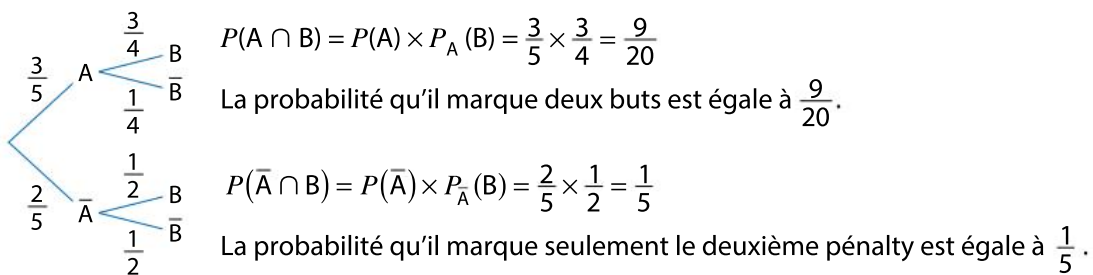 3/4
B
3/5
A
B̅
1/4
P(A ∩ B) = P(A) × P_A (B) = 3/5 × 3/4 = 9/20
La probabilité qu'il marque deux buts est égale à 9/20.
1/2
B
2/5
A̅
B̅
1/2
P(A̅ ∩ B) = P(A̅) × P_A̅ (B) = 2/5 × 1/2 = 1/5
La probabilité qu'il marque seulement le deuxième pénalty est égale à 1/5.